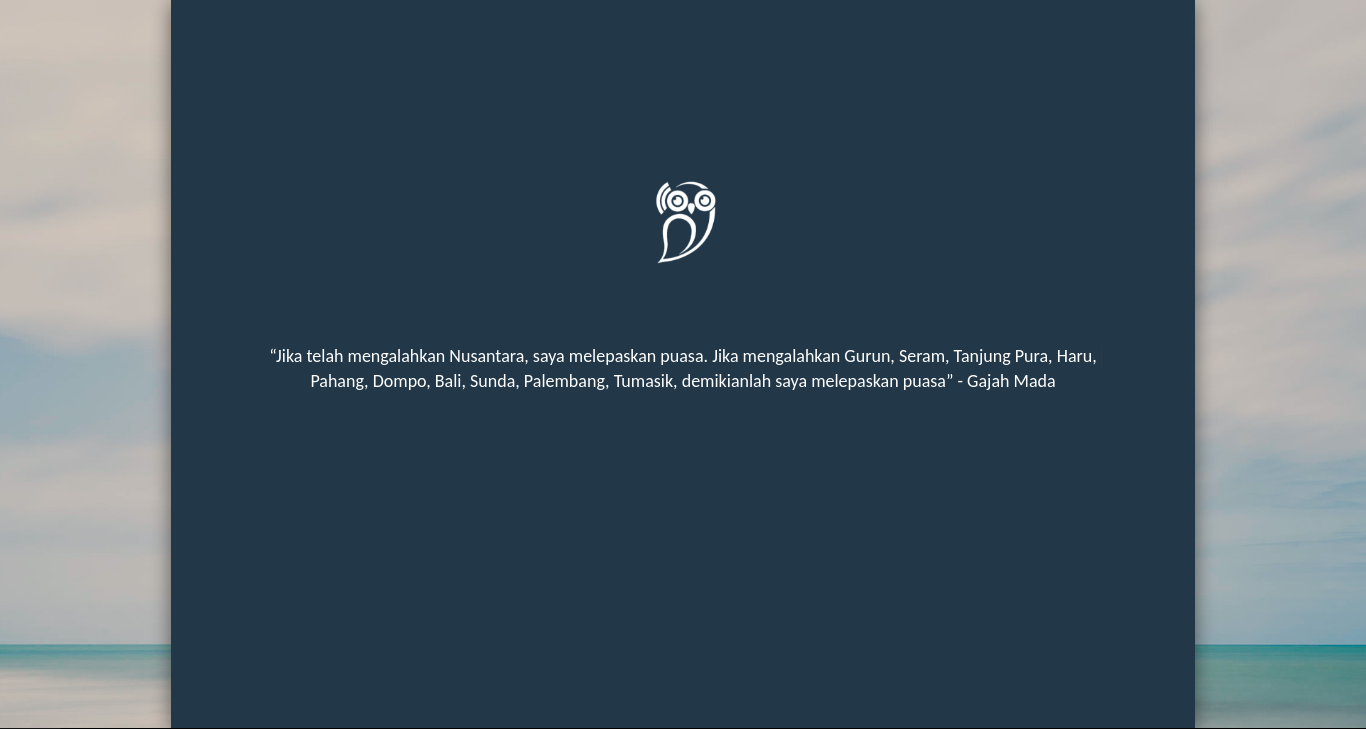 “Jika telah mengalahkan Nusantara, saya melepaskan puasa. Jika mengalahkan Gurun, Seram, Tanjung Pura, Haru,
Pahang, Dompo, Bali, Sunda, Palembang, Tumasik, demikianlah saya melepaskan puasa” - Gajah Mada